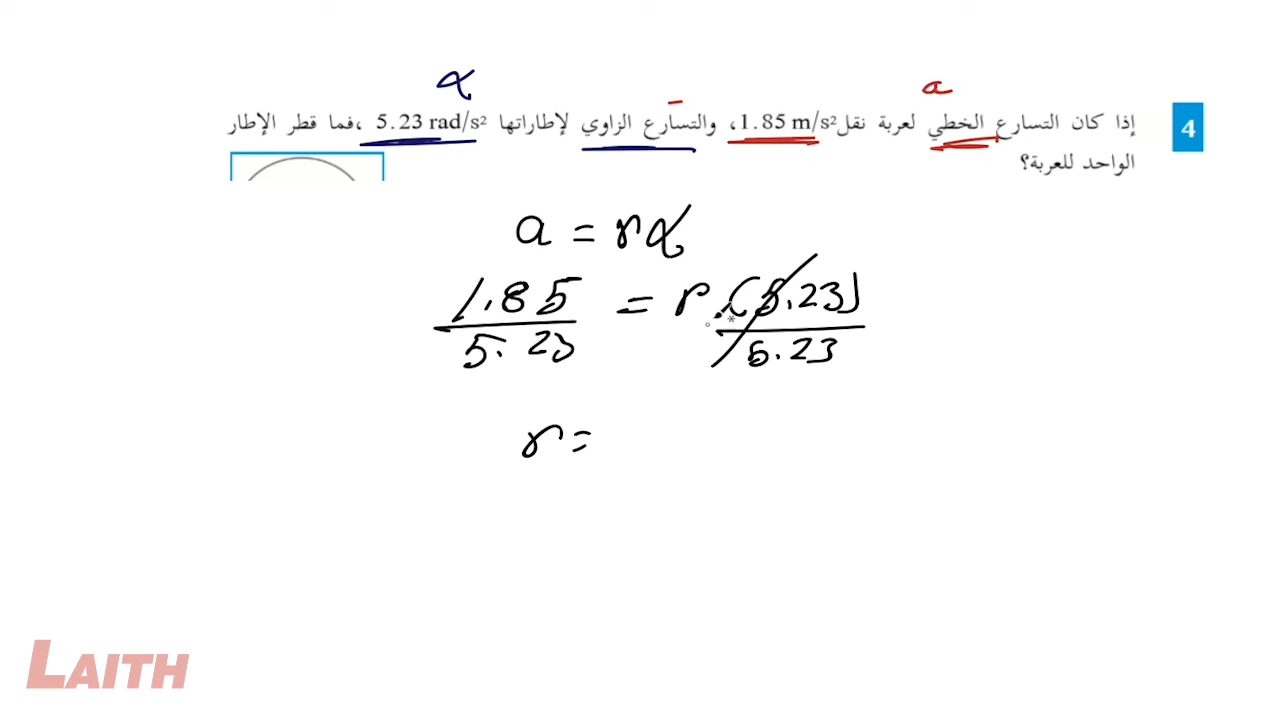 α
a
4 إذا كان التسارع الخطي لعربة نقل 1.85 m/s²، والتسارع الزاوي لإطاراتها 5.23 rad/s²، فما قطر الإطار
الواحد للعربة؟
a = rα
1.85 = r.(5.23)
5.23 5.23
r =
LAITH